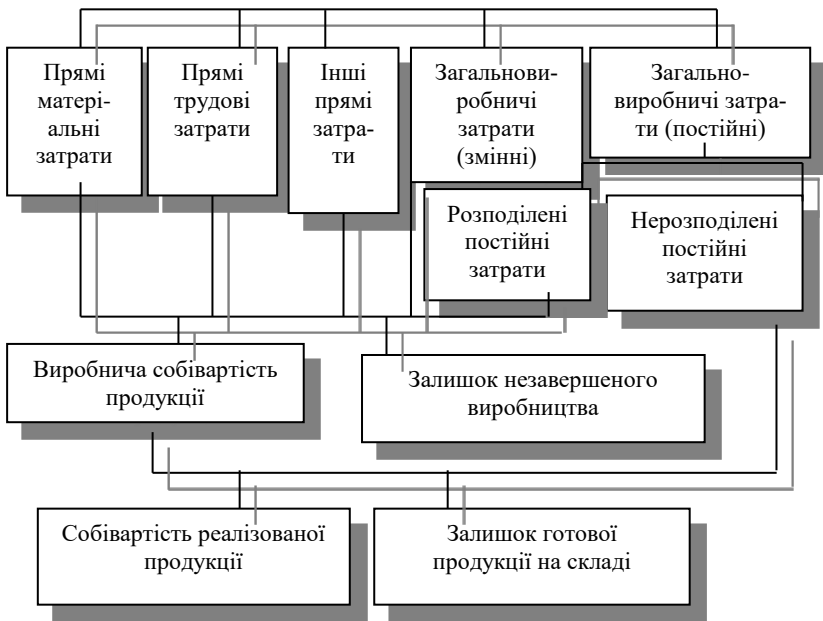 Прямі
матері-
альні
затрати
Прямі
трудові
затрати
Інші
прямі
затра-
ти
Загальнови-
робничі
затрати
(змінні)
Загально-
виробничі затра-
ти (постійні)
Розподілені
постійні
затрати
Нерозподілені
постійні
затрати
Виробнича собівартість
продукції
Залишок незавершеного
виробництва
Собівартість реалізованої
продукції
Залишок готової
продукції на складі